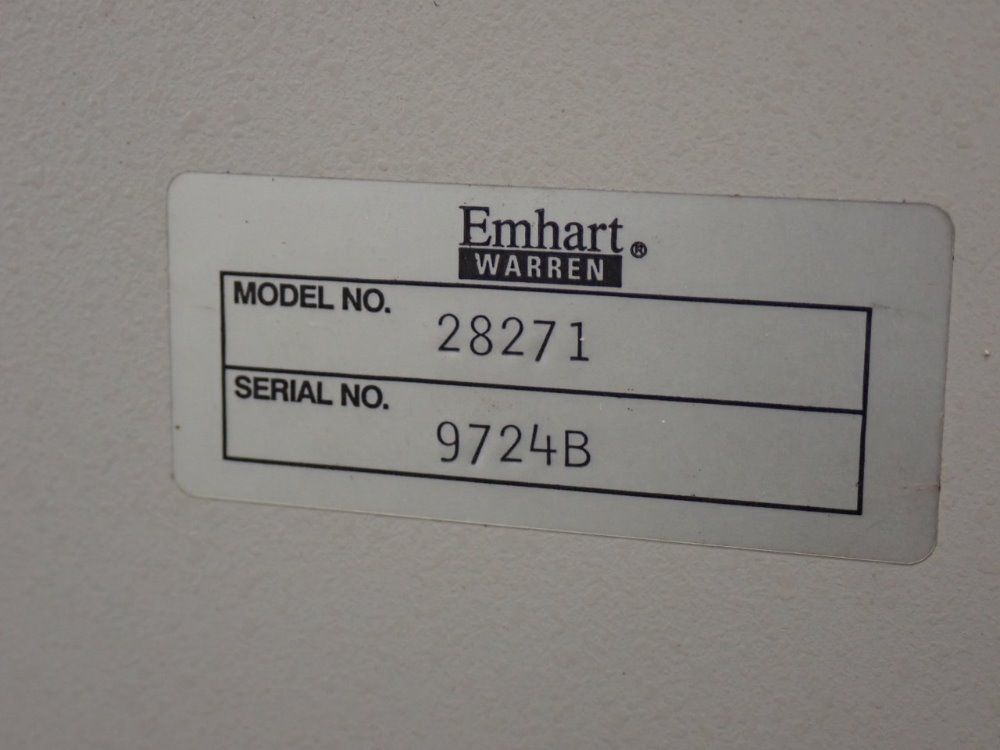 Emhart®
WARREN
MODEL NO. 28271
SERIAL NO. 9724B